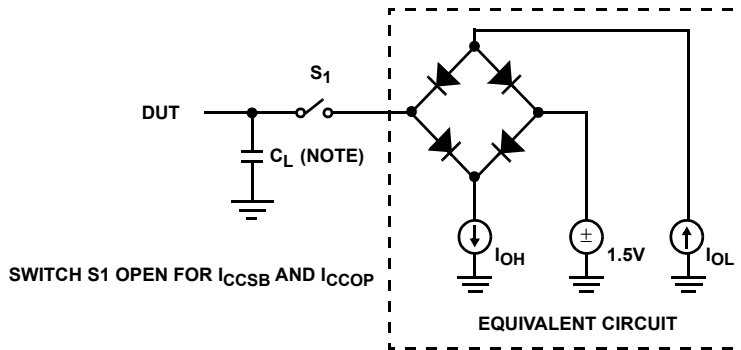 S1
DUT
CL (NOTE)
IOH
±
1.5V
IOL
SWITCH S1 OPEN FOR ICCSB AND ICCOP
EQUIVALENT CIRCUIT